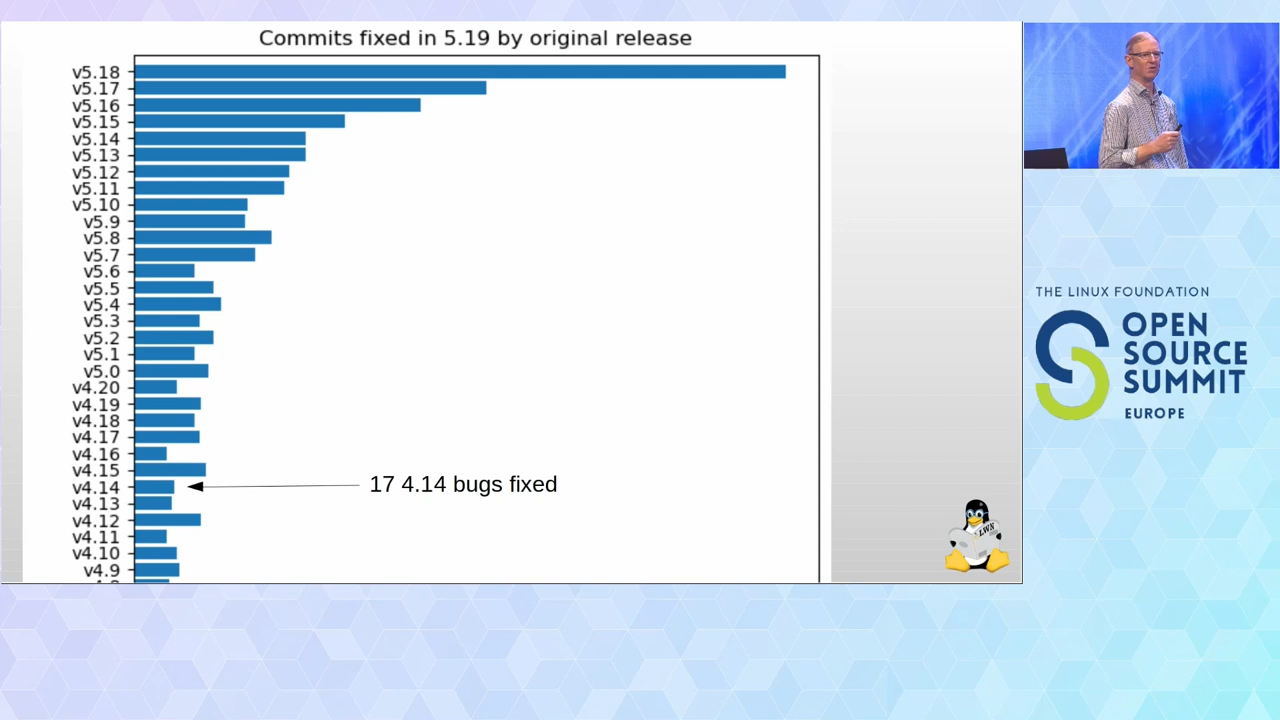 Commits fixed in 5.19 by original release
v5.18
v5.17
v5.16
v5.15
v5.14
v5.13
v5.12
v5.11
v5.10
v5.9
v5.8
v5.7
v5.6
v5.5
v5.4
v5.3
v5.2
v5.1
v5.0
v4.20
v4.19
v4.18
v4.17
v4.16
v4.15
v4.14
v4.13
v4.12
v4.11
v4.10
v4.9
17 4.14 bugs fixed
LWN
THE LINUX FOUNDATION
OPEN
SOURCE
SUMMIT
EUROPE